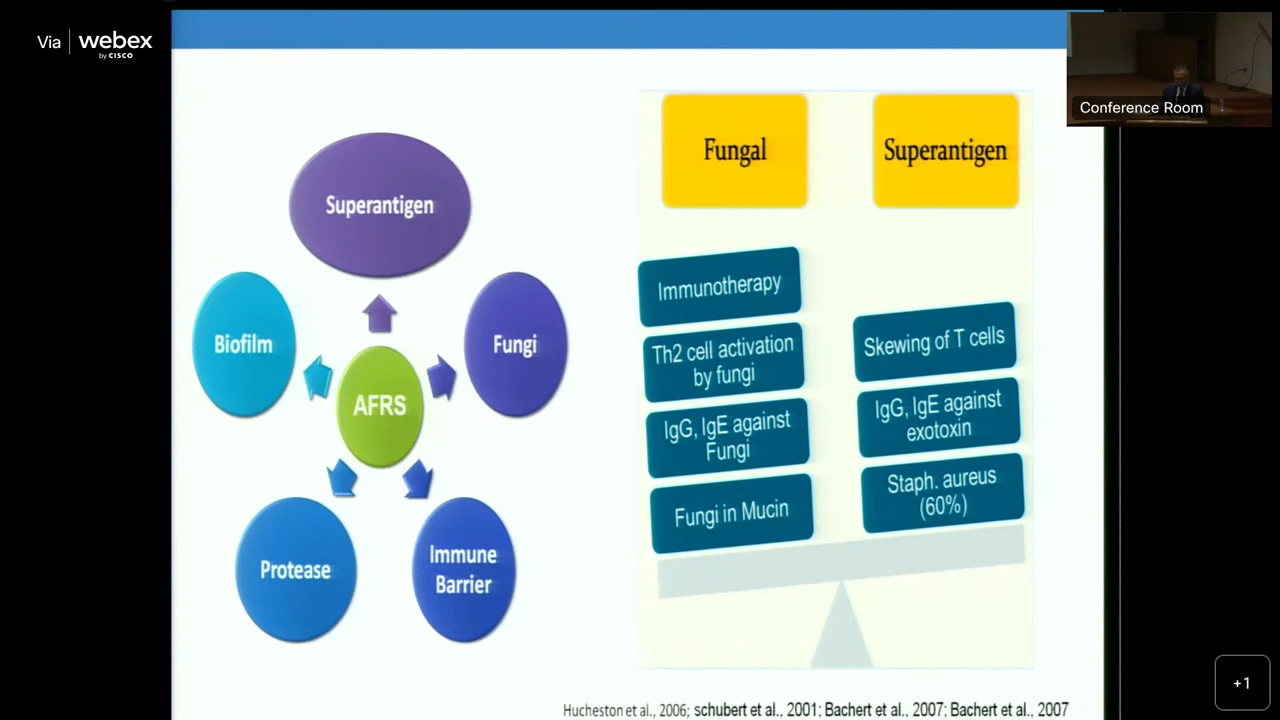 Via webex
by CISCO
Conference Room
Superantigen
Biofilm
Fungi
AFRS
Protease
Immune
Barrier
Fungal
Superantigen
Immunotherapy
Th2 cell activation
by fungi
IgG, IgE against
Fungi
Fungi in Mucin
Skewing of T cells
IgG, IgE against
exotoxin
Staph. aureus
(60%)
Hucheston et al., 2006; schubert et al., 2001; Bachert et al., 2007; Bachert et al., 2007
+1